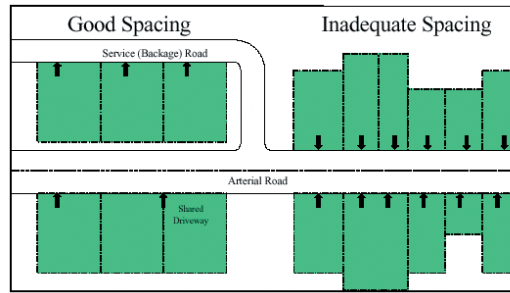 Good Spacing
Inadequate Spacing
Service (Backage) Road
Arterial Road
Shared
Driveway